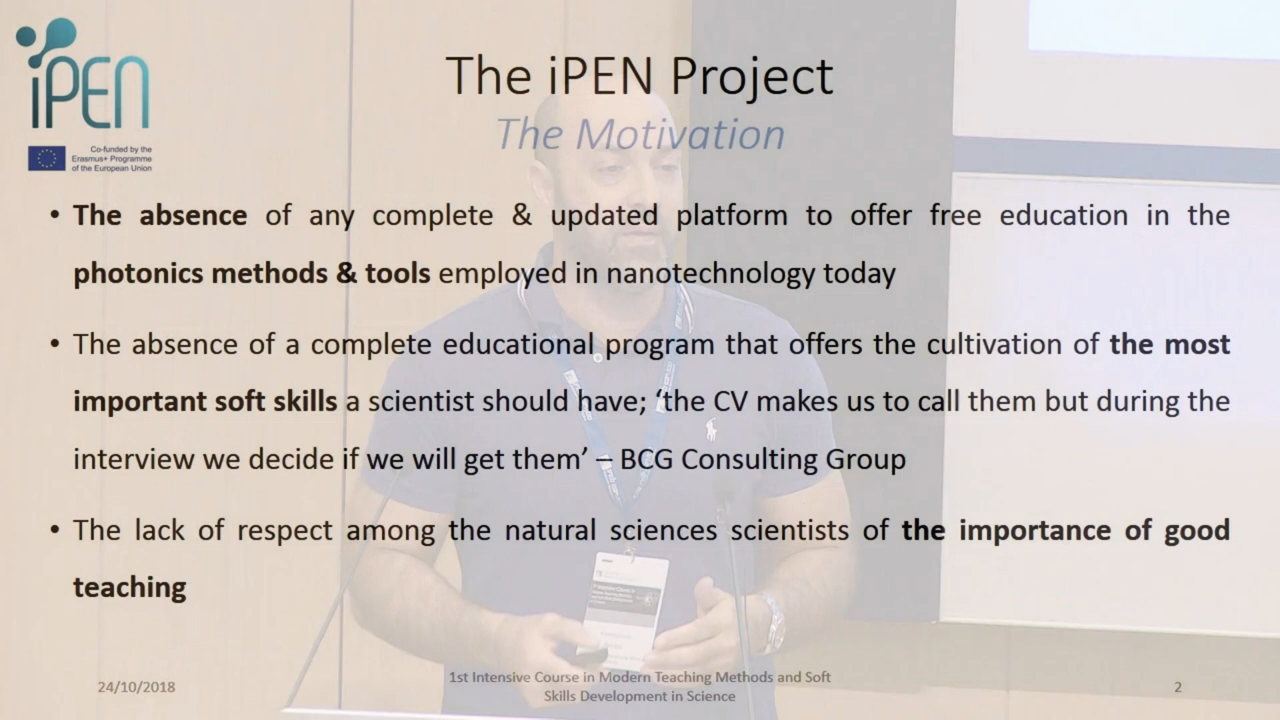 iPEN
Co-funded by the
Erasmus+ Programme
of the European Union
The iPEN Project
The Motivation
• The absence of any complete & updated platform to offer free education in the
photonics methods & tools employed in nanotechnology today
• The absence of a complete educational program that offers the cultivation of the most
important soft skills a scientist should have; ‘the CV makes us to call them but during the
interview we decide if we will get them’ – BCG Consulting Group
• The lack of respect among the natural sciences scientists of the importance of good
teaching
24/10/2018
1st Intensive Course in Modern Teaching Methods and Soft
Skills Development in Science
2